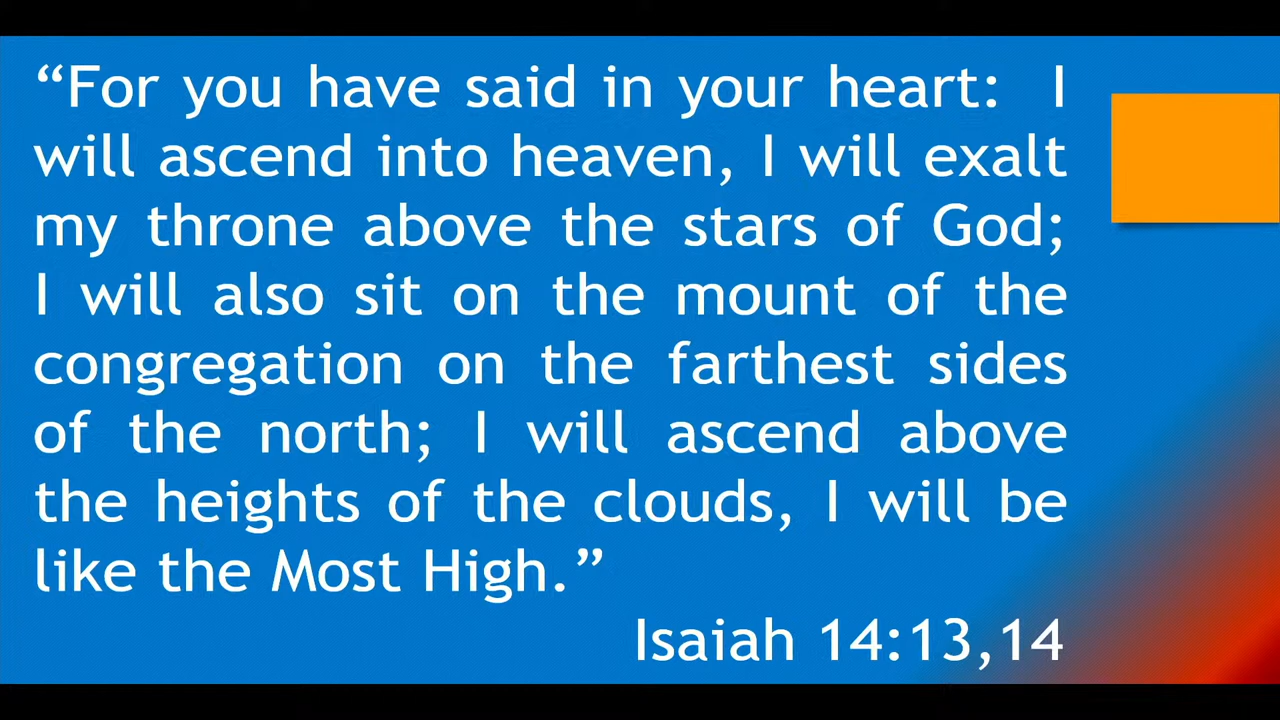 “For you have said in your heart: I
will ascend into heaven, I will exalt
my throne above the stars of God;
I will also sit on the mount of the
congregation on the farthest sides
of the north; I will ascend above
the heights of the clouds, I will be
like the Most High.”
Isaiah 14:13,14